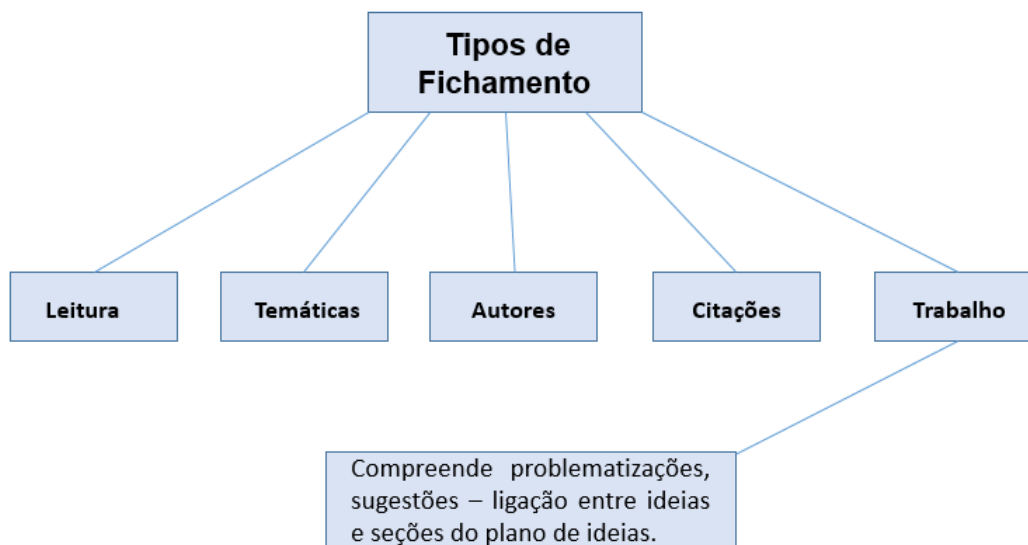 Tipos de
Fichamento
Leitura
Temáticas
Autores
Citações
Trabalho
Compreende problematizações,
sugestões – ligação entre ideias
e seções do plano de ideias.